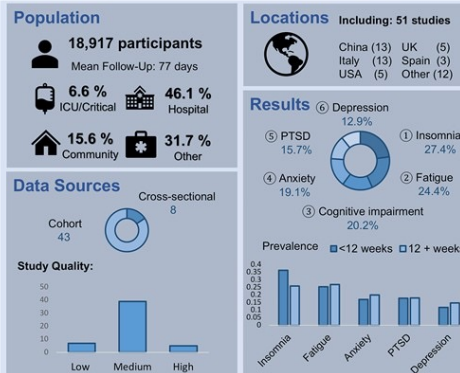 Population
18,917 participants
Mean Follow-Up: 77 days
6.6 %
ICU/Critical
46.1 %
Hospital
15.6 %
Community
31.7 %
Other
Data Sources
Cross-sectional
8
Cohort
43
Study Quality:
50
40
30
20
10
0
Low Medium High
Locations Including: 51 studies
China (13) UK (5)
Italy (13) Spain (3)
USA (5) Other (12)
Results
⑥ Depression
12.9%
⑤ PTSD
15.7%
① Insomnia
27.4%
④ Anxiety
19.1%
② Fatigue
24.4%
③ Cognitive impairment
20.2%
Prevalence <12 weeks 12 + week
0.4
0.35
0.3
0.25
0.2
0.15
0.1
0.05
0
Insomnia Fatigue Anxiety PTSD Depression